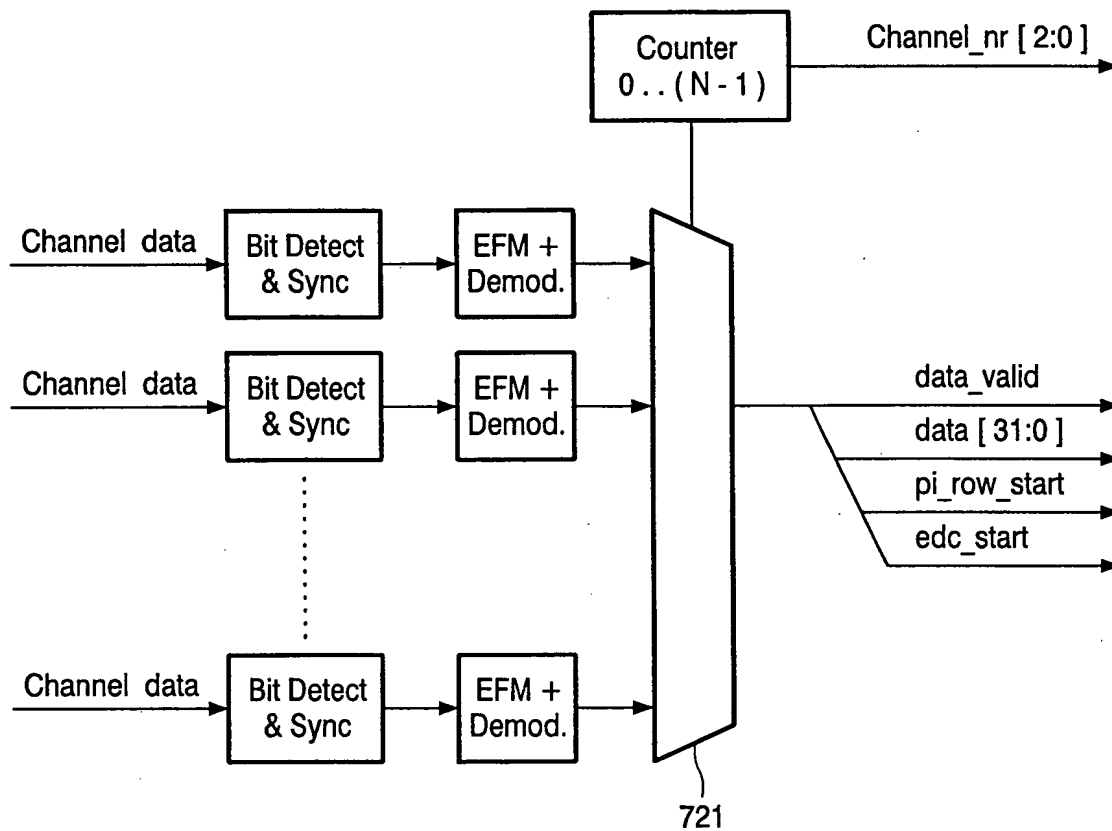 Counter
0 . . ( N - 1 )
Channel_nr [ 2:0 ]
Channel data
Bit Detect
& Sync
EFM +
Demod.
Channel data
Bit Detect
& Sync
EFM +
Demod.
data_valid
data [ 31:0 ]
pi_row_start
edc_start
Channel data
Bit Detect
& Sync
EFM +
Demod.
721